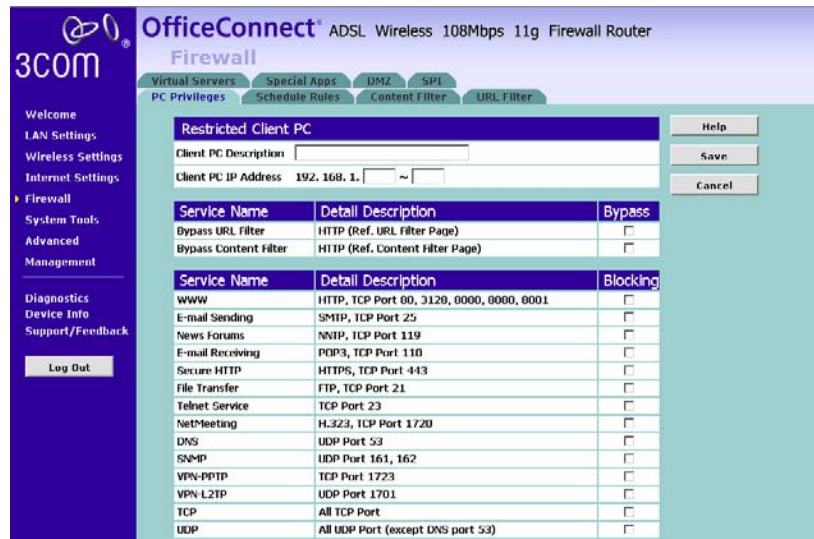 3COM®
OfficeConnect® ADSL Wireless 108Mbps 11g Firewall Router
Firewall
Virtual Servers Special Apps DMZ SPI
PC Privileges Schedule Rules Content Filter URL Filter
Welcome
LAN Settings
Wireless Settings
Internet Settings
Firewall
System Tools
Advanced
Management
Diagnostics
Device Info
Support/Feedback
Log Out
Restricted Client PC
Client PC Description
Client PC IP Address 192. 168. 1. ~
Service Name Detail Description Bypass
Bypass URL Filter HTTP (Ref. URL Filter Page)
Bypass Content Filter HTTP (Ref. Content Filter Page)
Service Name Detail Description Blocking
WWW HTTP, TCP Port 80, 3128, 8000, 8080, 8001
E-mail Sending SMTP, TCP Port 25
News Forums NNTP, TCP Port 119
E-mail Receiving POP3, TCP Port 110
Secure HTTP HTTPS, TCP Port 443
File Transfer FTP, TCP Port 21
Telnet Service TCP Port 23
NetMeeting H.323, TCP Port 1720
DNS UDP Port 53
SNMP UDP Port 161, 162
VPN-PPTP TCP Port 1723
VPN-L2TP UDP Port 1701
TCP All TCP Port
UDP All UDP Port (except DNS port 53)
Help
Save
Cancel